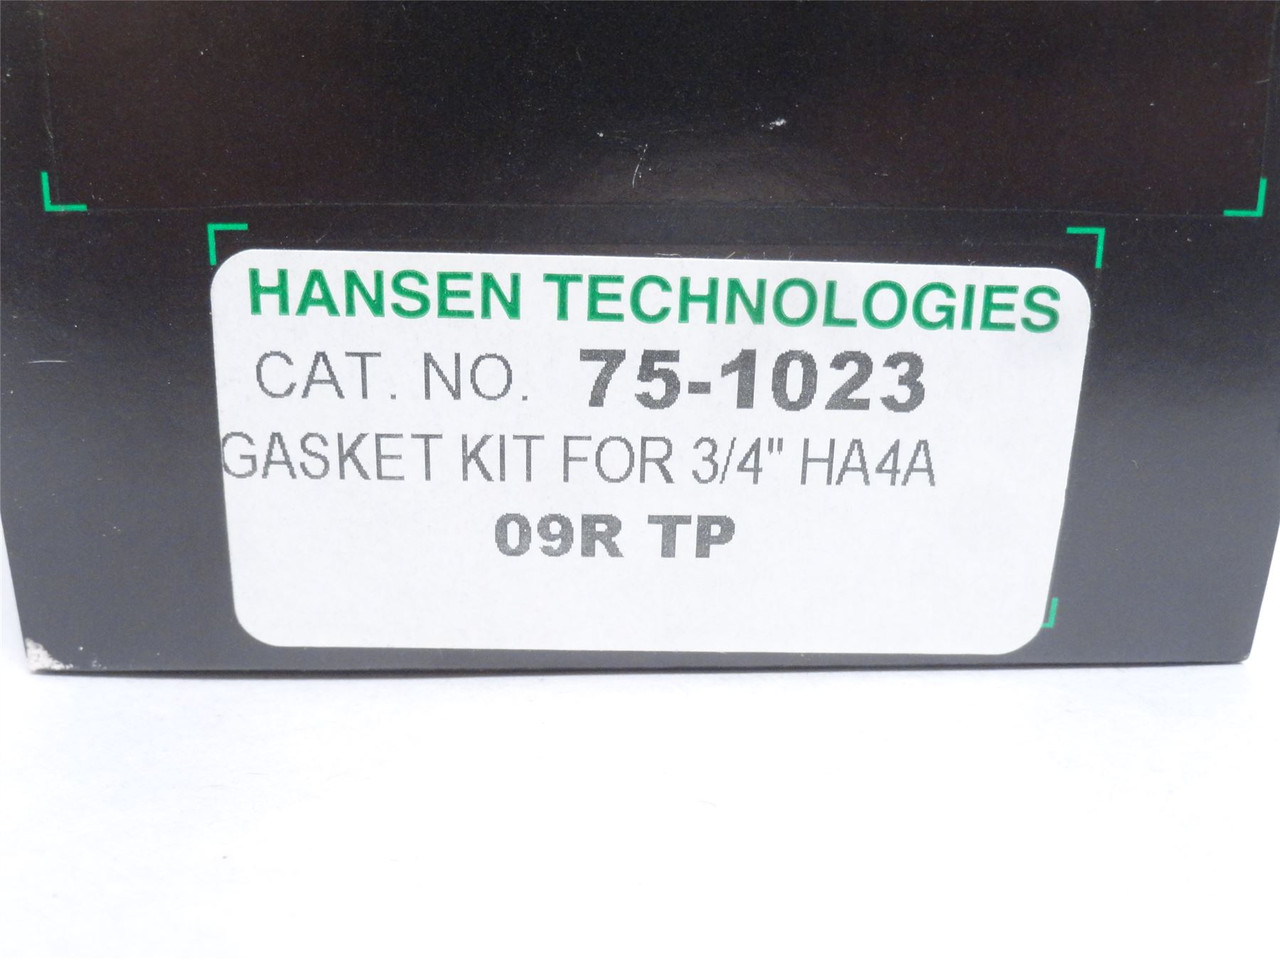 HANSEN TECHNOLOGIES
CAT. NO. 75-1023
GASKET KIT FOR 3/4" HA4A
09R TP